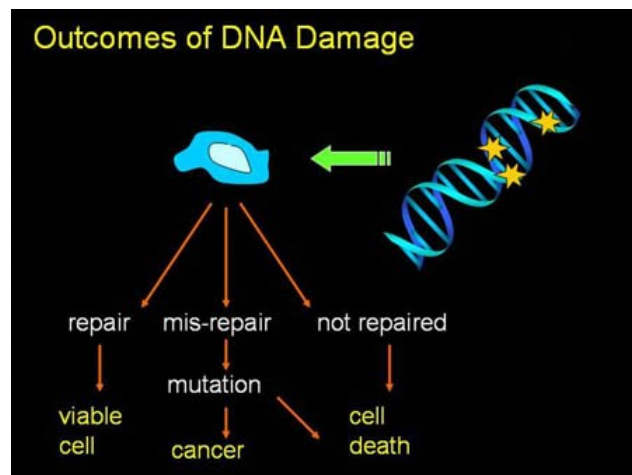 Outcomes of DNA Damage
repair
mis-repair
not repaired
mutation
viable
cell
cancer
cell
death